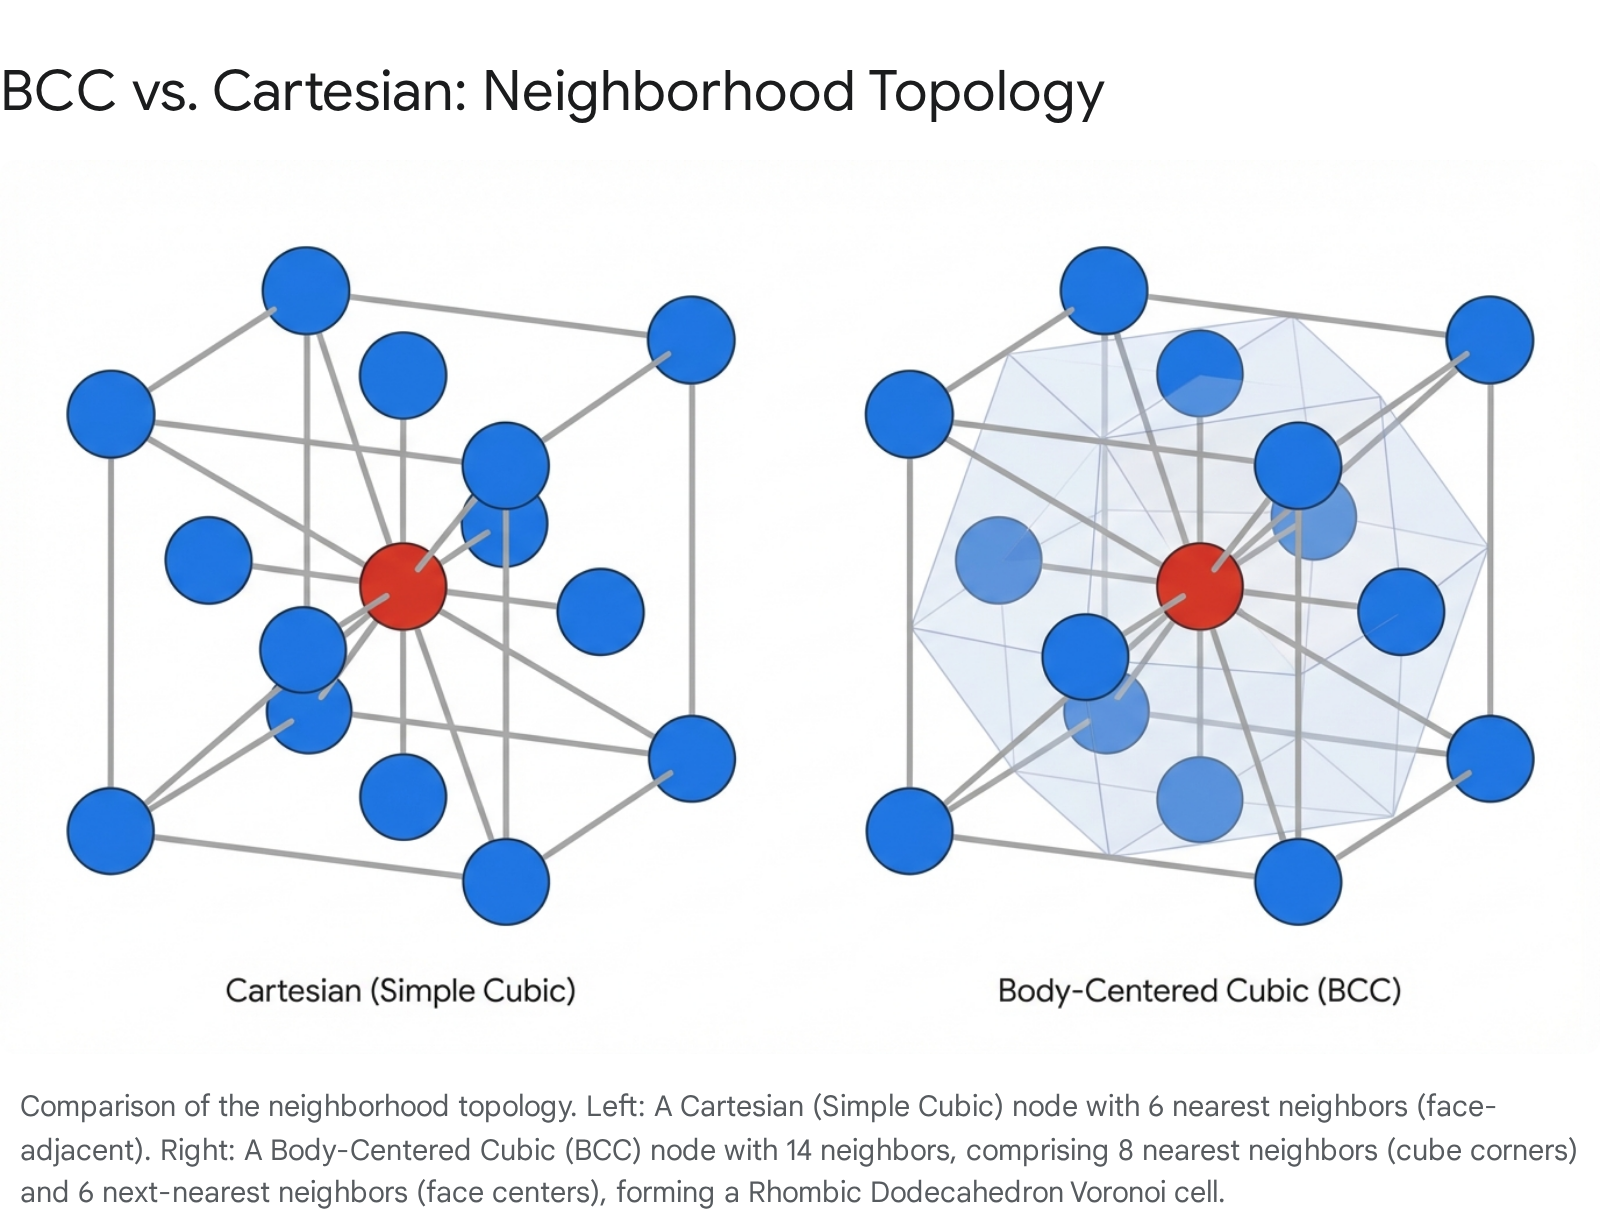 BCC vs. Cartesian: Neighborhood Topology
Cartesian (Simple Cubic)
Body-Centered Cubic (BCC)
Comparison of the neighborhood topology. Left: A Cartesian (Simple Cubic) node with 6 nearest neighbors (face-
adjacent). Right: A Body-Centered Cubic (BCC) node with 14 neighbors, comprising 8 nearest neighbors (cube corners)
and 6 next-nearest neighbors (face centers), forming a Rhombic Dodecahedron Voronoi cell.